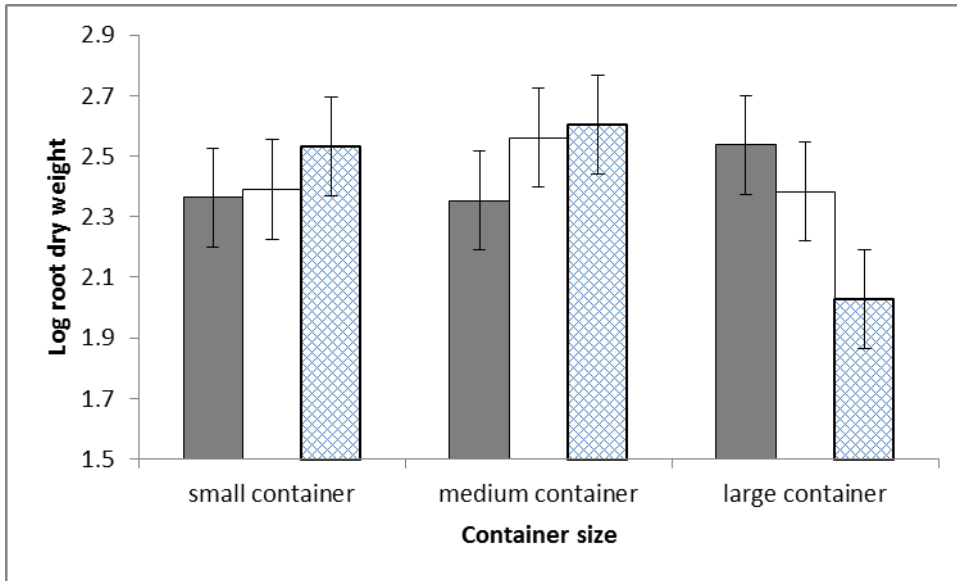 2.9
2.7
2.5
2.3
2.1
1.9
1.7
1.5
Log root dry weight
small container
medium container
large container
Container size